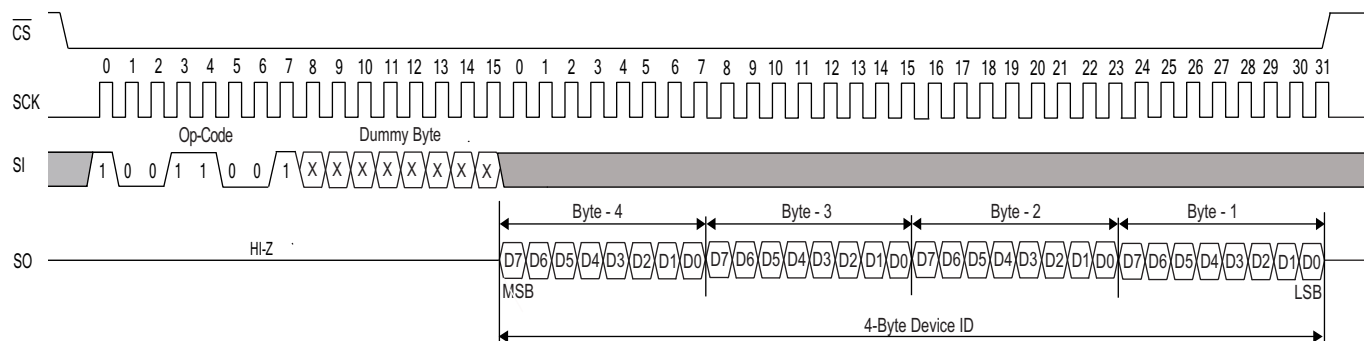 CS
0 1 2 3 4 5 6 7 8 9 10 11 12 13 14 15 0 1 2 3 4 5 6 7 8 9 10 11 12 13 14 15 16 17 18 19 20 21 22 23 24 25 26 27 28 29 30 31
SCK
Op-Code Dummy Byte
SI 1 0 0 1 1 0 0 1 X X X X X X X X
Byte - 4 Byte - 3 Byte - 2 Byte - 1
HI-Z
SO D7 D6 D5 D4 D3 D2 D1 D0 D7 D6 D5 D4 D3 D2 D1 D0 D7 D6 D5 D4 D3 D2 D1 D0 D7 D6 D5 D4 D3 D2 D1 D0
MSB LSB
4-Byte Device ID